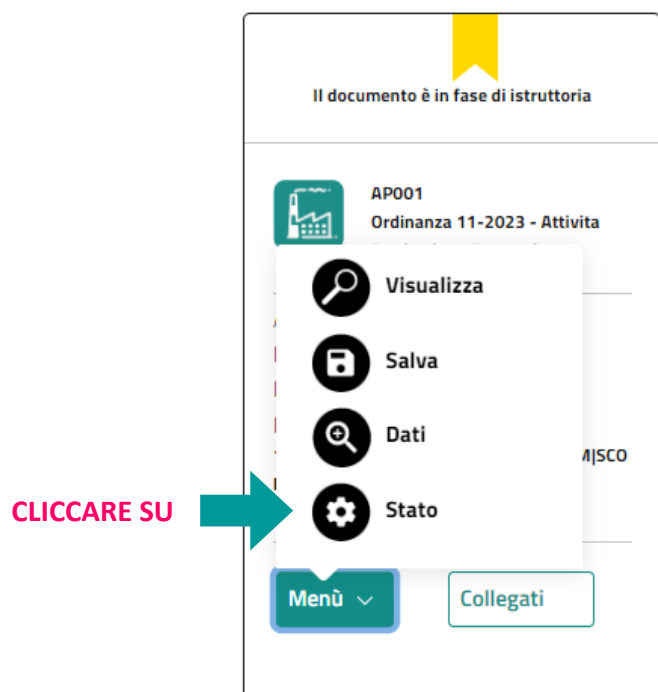 Il documento è in fase di istruttoria
AP001
Ordinanza 11-2023 - Attivita
Visualizza
Salva
Dati
M|SCO
CLICCARE SU
Stato
Menù
Collegati